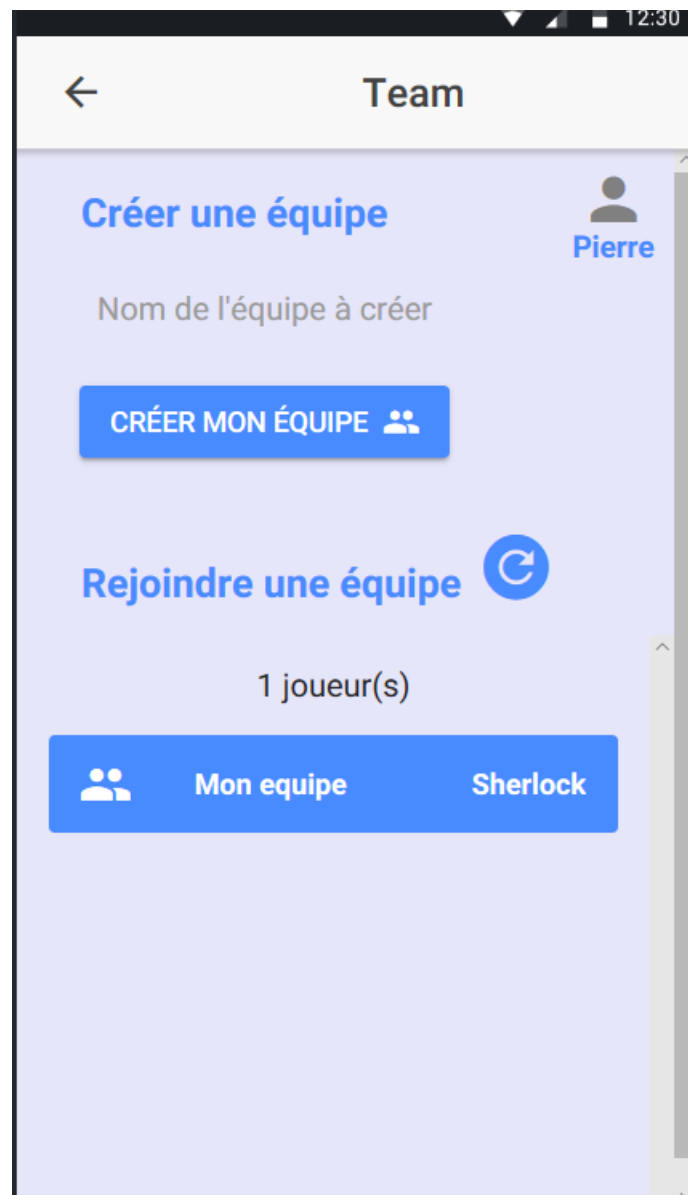 12:30
Team
Créer une équipe
Pierre
Nom de l'équipe à créer
CRÉER MON ÉQUIPE
Rejoindre une équipe
1 joueur(s)
Mon equipe Sherlock